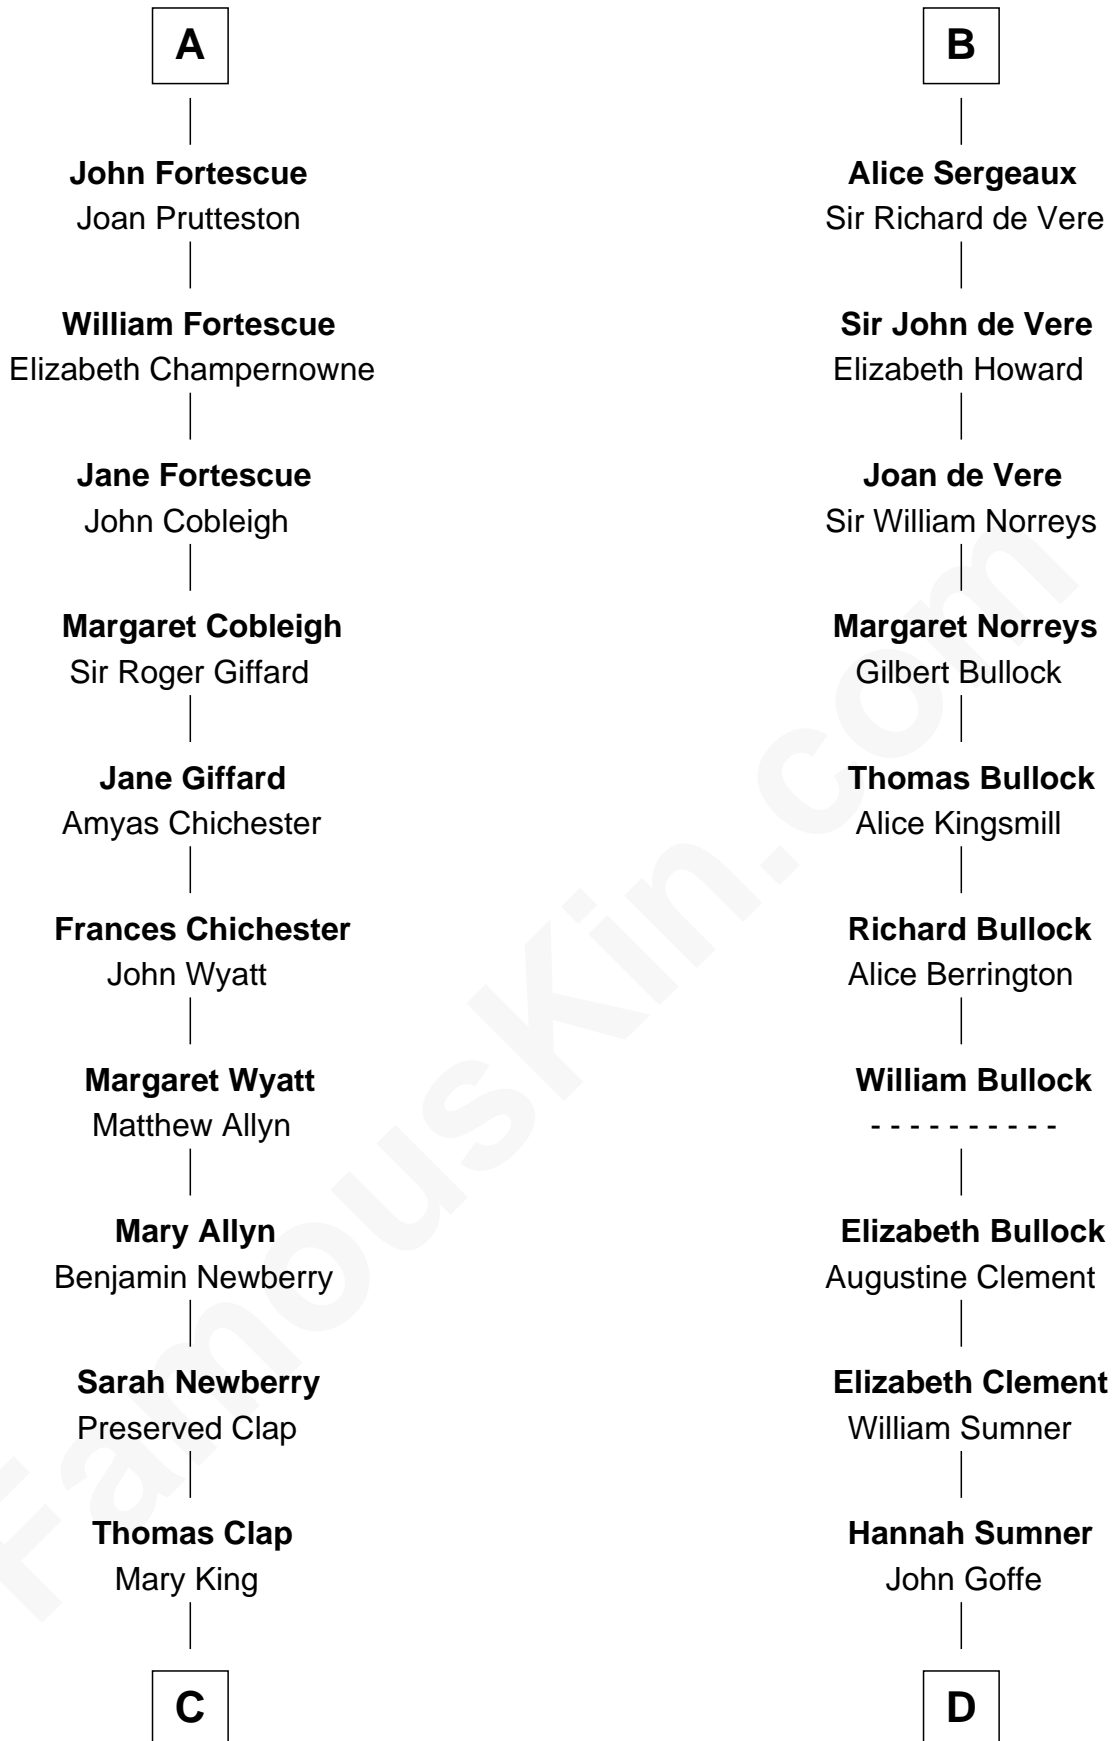 A
John Fortescue
Joan Prutteston
William Fortescue
Elizabeth Champernowne
Jane Fortescue
John Cobleigh
Margaret Cobleigh
Sir Roger Giffard
Jane Giffard
Amyas Chichester
Frances Chichester
John Wyatt
Margaret Wyatt
Matthew Allyn
Mary Allyn
Benjamin Newberry
Sarah Newberry
Preserved Clap
Thomas Clap
Mary King
C
B
Alice Sergeaux
Sir Richard de Vere
Sir John de Vere
Elizabeth Howard
Joan de Vere
Sir William Norreys
Margaret Norreys
Gilbert Bullock
Thomas Bullock
Alice Kingsmill
Richard Bullock
Alice Berrington
William Bullock
- - - - - - - - - -
Elizabeth Bullock
Augustine Clement
Elizabeth Clement
William Sumner
Hannah Sumner
John Goffe
D
FamousKin.com